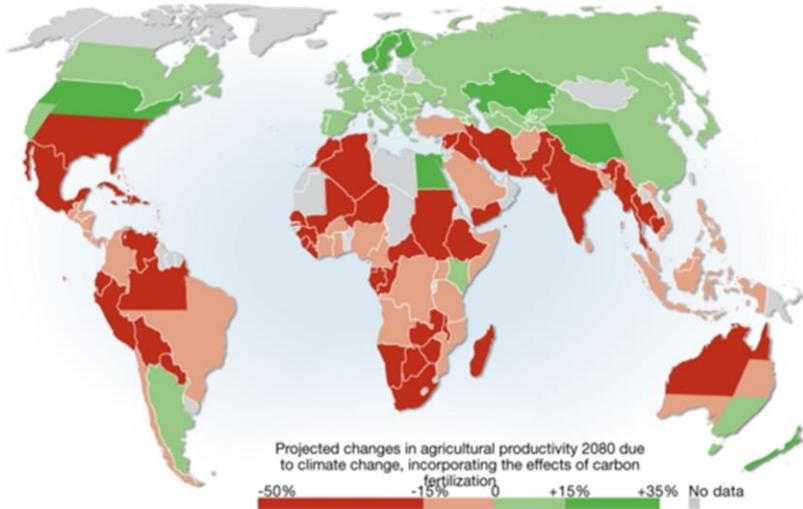 Projected changes in agricultural productivity 2080 due
to climate change, incorporating the effects of carbon
fertilization
-50% -15% 0 +15% +35% No data